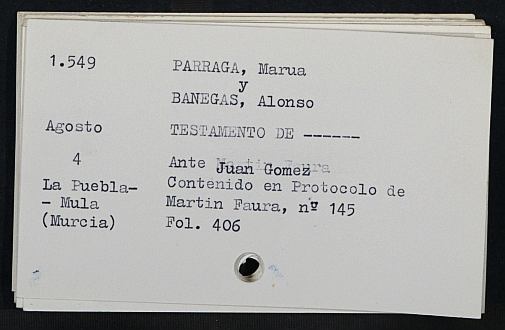 1.549
PARRAGA, Marua
y
BANEGAS, Alonso
Agosto
TESTAMENTO DE ------
4
Ante Juan Gomez
La Puebla-
Contenido en Protocolo de
- Mula
Martin Faura, nº 145
(Murcia)
Fol. 406